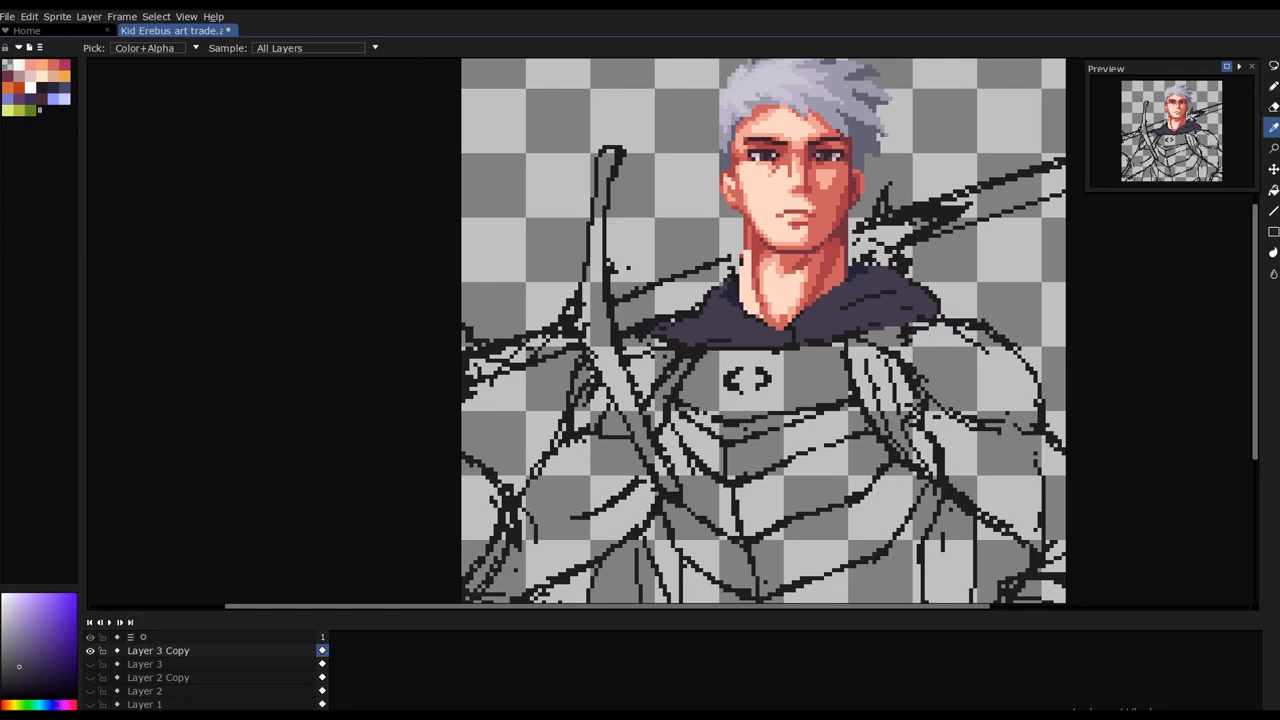 File Edit Sprite Layer Frame Select View Help
Home × Kid Erebus art trade.a
Pick: Color+Alpha Sample: All Layers
Preview
1
Layer 3 Copy
Layer 3
Layer 2 Copy
Layer 2
Layer 1